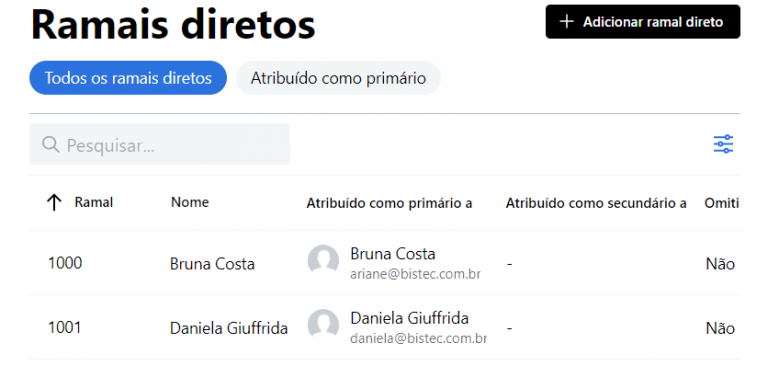 Ramais diretos
Adicionar ramal direto
Todos os ramais diretos Atribuído como primário
Pesquisar...
Ramal Nome Atribuído como primário a Atribuído como secundário a Omiti
1000 Bruna Costa Bruna Costa - Não
ariane@bistec.com.br
1001 Daniela Giuffrida Daniela Giuffrida - Não
daniela@bistec.com.br